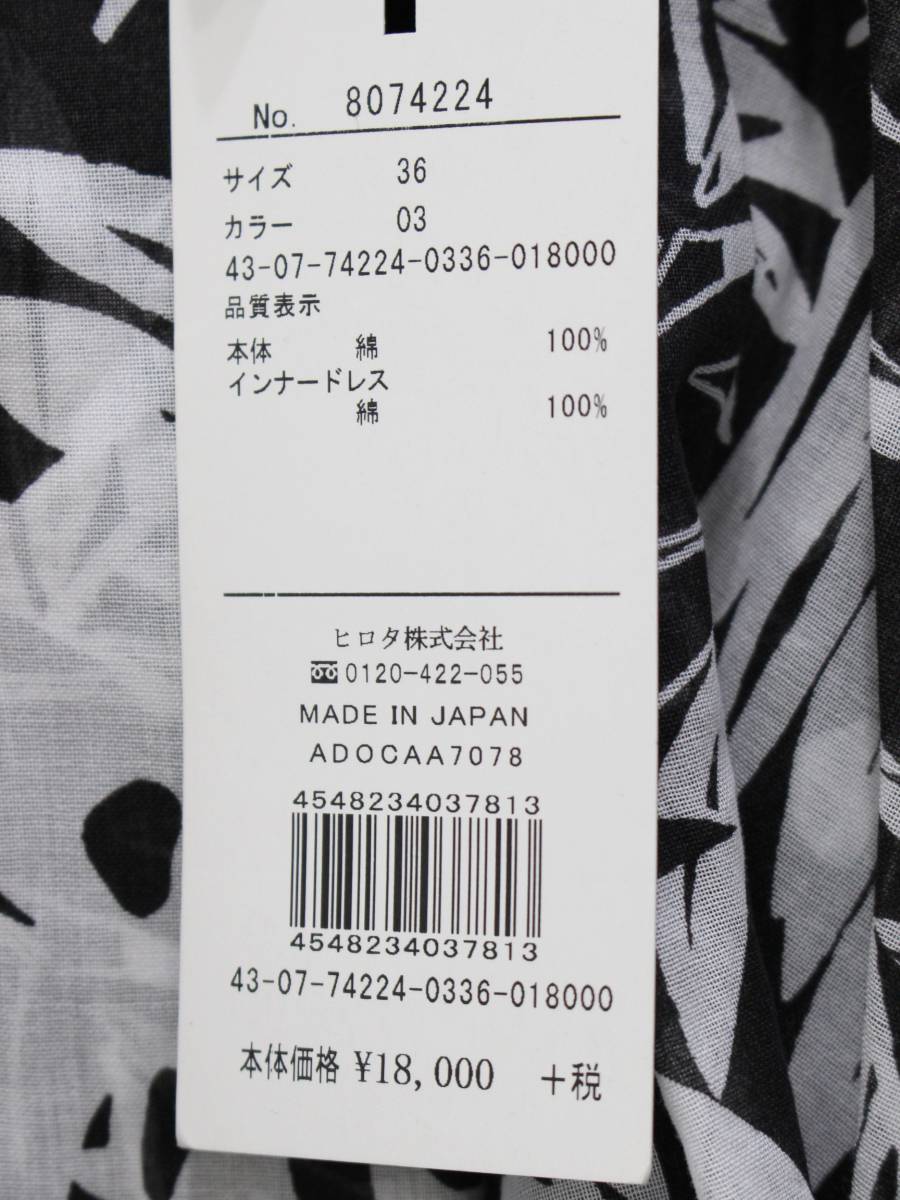 No. 8074224
サイズ 36
カラー 03
43-07-74224-0336-018000
品質表示
本体 綿 100%
インナードレス
綿 100%
ヒロタ株式会社
0120-422-055
MADE IN JAPAN
ADOCAA7078
4548234037813
4548234037813
43-07-74224-0336-018000
本体価格 ¥18,000 +税